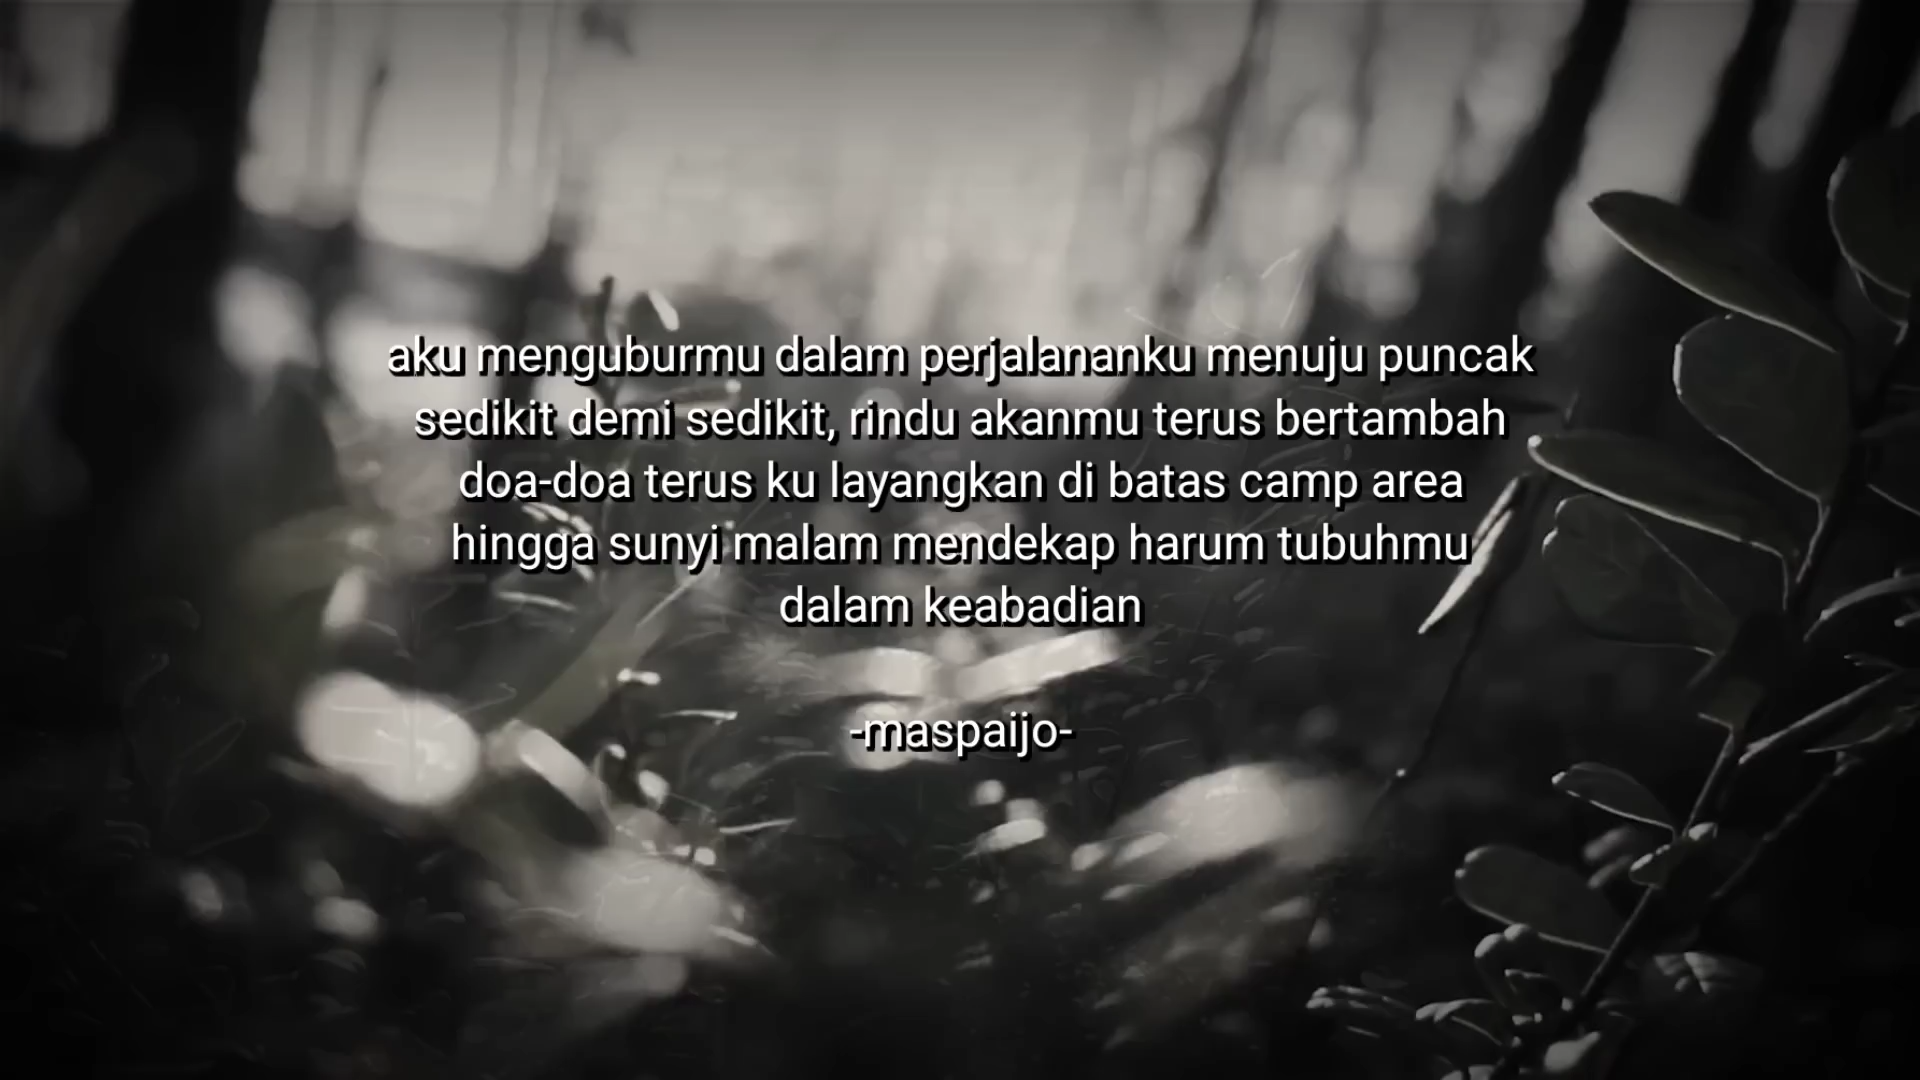 aku menguburmu dalam perjalananku menuju puncak
sedikit demi sedikit, rindu akanmu terus bertambah
doa-doa terus ku layangkan di batas camp area
hingga sunyi malam mendekap harum tubuhmu
dalam keabadian
-maspaijo-